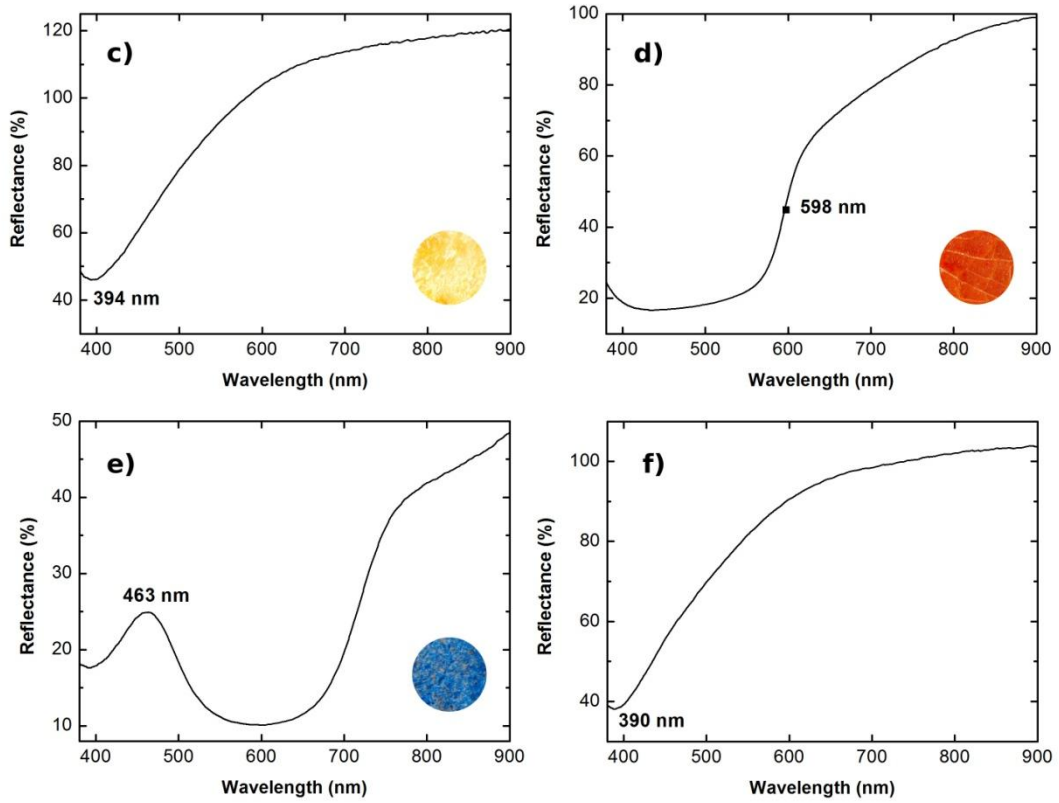 c)
120
100
80
60
40
Reflectance (%)
394 nm
400 500 600 700 800 900
Wavelength (nm)
d)
100
80
60
40
20
Reflectance (%)
598 nm
400 500 600 700 800 900
Wavelength (nm)
e)
50
40
30
20
10
Reflectance (%)
463 nm
400 500 600 700 800 900
Wavelength (nm)
f)
100
80
60
40
Reflectance (%)
390 nm
400 500 600 700 800 900
Wavelength (nm)